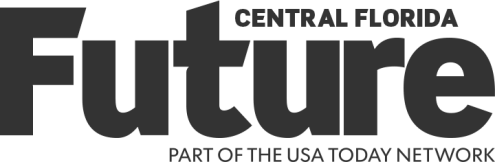 CENTRAL FLORIDA
Future
PART OF THE USA TODAY NETWORK